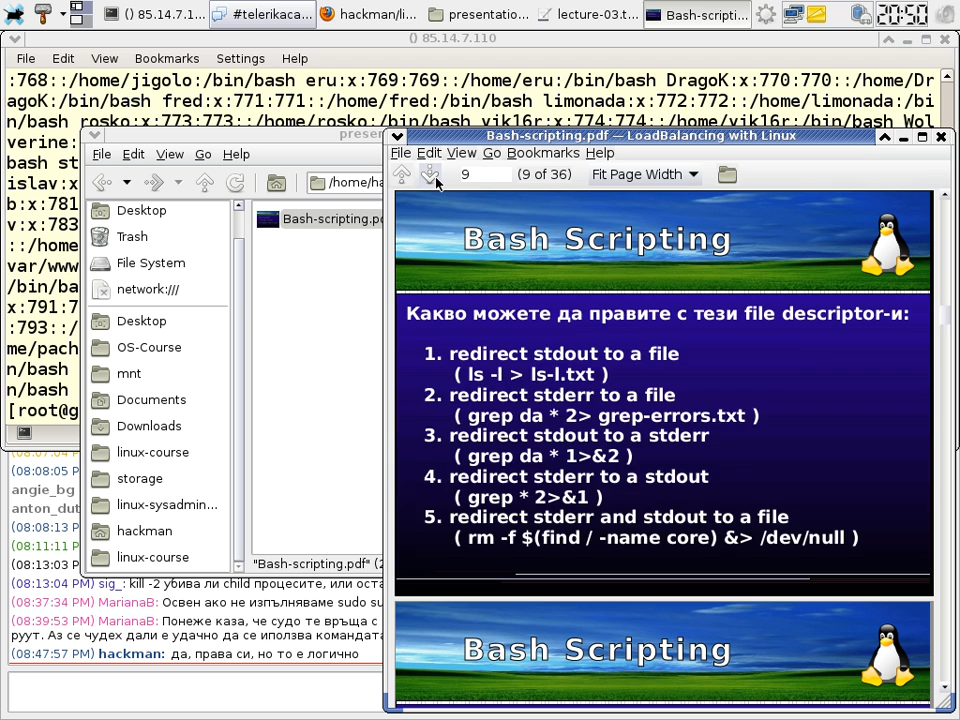 () 85.14.7.1...
#telerikaca...
hackman/li...
presentatio...
lecture-03.t...
Bash-scripti...
20:50
() 85.14.7.110
File Edit View Bookmarks Settings Help
:768::/home/jigolo:/bin/bash eru:x:769:769::/home/eru:/bin/bash DragoK:x:770:770::/home/Dr
agoK:/bin/bash fred:x:771:771::/home/fred:/bin/bash limonada:x:772:772::/home/limonada:/bi
n/bash rosko:x:773:773::/home/rosko:/bin/bash vik16r:x:774:774::/home/vik16r:/bin/bash Wol
verine:
bash st
islav:x
b:x:781
v:x:783
::/home
var/www
/bin/ba
x:791:7
:793::/
me/pach
n/bash
n/bash
[root@g
presen
File Edit View Go Help
/home/ha
Desktop
Trash
File System
network:///
Desktop
OS-Course
mnt
Documents
Downloads
linux-course
storage
linux-sysadmin...
hackman
linux-course
Bash-scripting.pd
"Bash-scripting.pdf" (2
Bash-scripting.pdf — LoadBalancing with Linux
File Edit View Go Bookmarks Help
9 (9 of 36) Fit Page Width
Bash Scripting
Какво можете да правите с тези file descriptor-и:
1. redirect stdout to a file
( ls -l > ls-l.txt )
2. redirect stderr to a file
( grep da * 2> grep-errors.txt )
3. redirect stdout to a stderr
( grep da * 1>&2 )
4. redirect stderr to a stdout
( grep * 2>&1 )
5. redirect stderr and stdout to a file
( rm -f $(find / -name core) &> /dev/null )
Bash Scripting
(08:07:04 P
(08:08:05 P
angie_bg
anton_dut
(08:08:13 P
(08:11:11 P
(08:13:03 P
(08:13:04 PM) sig_: kill -2 убива ли child процесите, или оста
(08:37:34 PM) MarianaB: Освен ако не изпълняваме sudo su
(08:39:53 PM) MarianaB: Понеже каза, че судо те връща с
руут. Аз се чудех дали е удачно да се иползва командата
(08:47:57 PM) hackman: да, права си, но то е логично